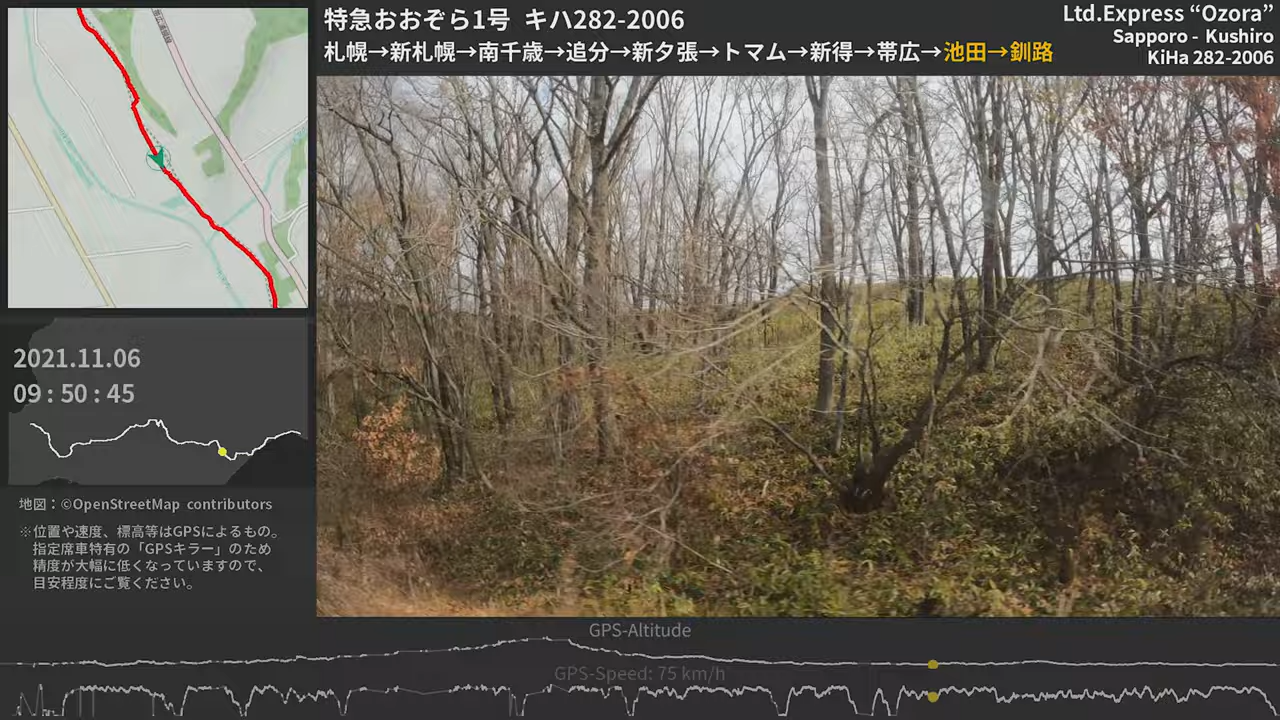 特急おおぞら1号 キハ282-2006
札幌→新札幌→南千歳→追分→新夕張→トマム→新得→帯広→池田→釧路
Ltd.Express “Ozora”
Sapporo - Kushiro
KiHa 282-2006
2021.11.06
09:50:45
地図：©OpenStreetMap contributors
※位置や速度、標高等はGPSによるもの。
指定席車特有の「GPSキラー」のため
精度が大幅に低くなっていますので、
目安程度にご覧ください。
GPS-Altitude
GPS-Speed: 75 km/h